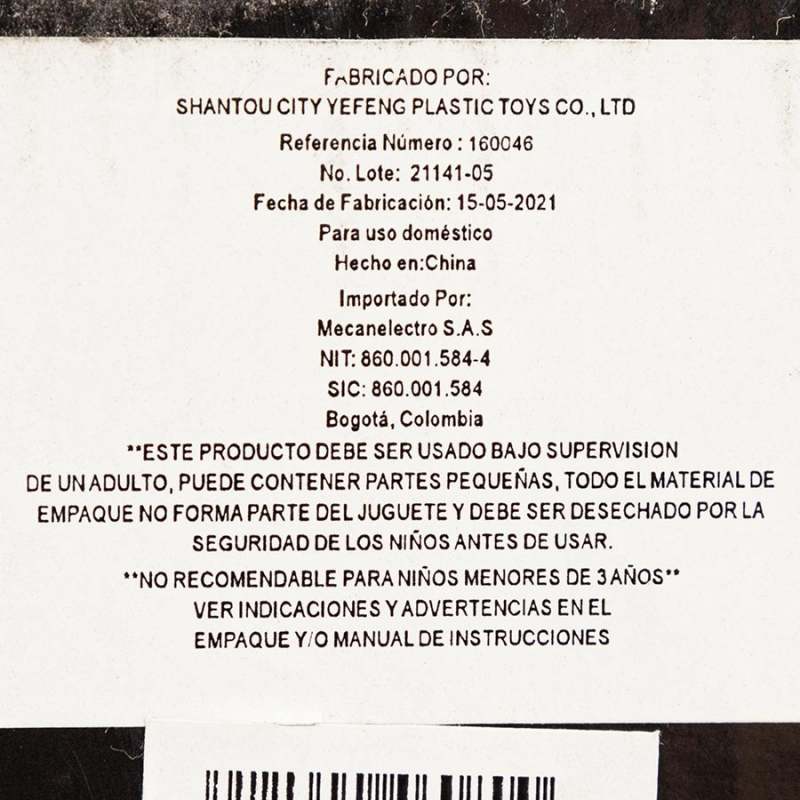 FABRICADO POR:
SHANTOU CITY YEFENG PLASTIC TOYS CO., LTD
Referencia Número : 160046
No. Lote: 21141-05
Fecha de Fabricación: 15-05-2021
Para uso doméstico
Hecho en:China
Importado Por:
Mecanelectro S.A.S
NIT: 860.001.584-4
SIC: 860.001.584
Bogotá, Colombia
**ESTE PRODUCTO DEBE SER USADO BAJO SUPERVISION
DE UN ADULTO, PUEDE CONTENER PARTES PEQUEÑAS, TODO EL MATERIAL DE
EMPAQUE NO FORMA PARTE DEL JUGUETE Y DEBE SER DESECHADO POR LA
SEGURIDAD DE LOS NIÑOS ANTES DE USAR.
**NO RECOMENDABLE PARA NIÑOS MENORES DE 3 AÑOS**
VER INDICACIONES Y ADVERTENCIAS EN EL
EMPAQUE Y/O MANUAL DE INSTRUCCIONES